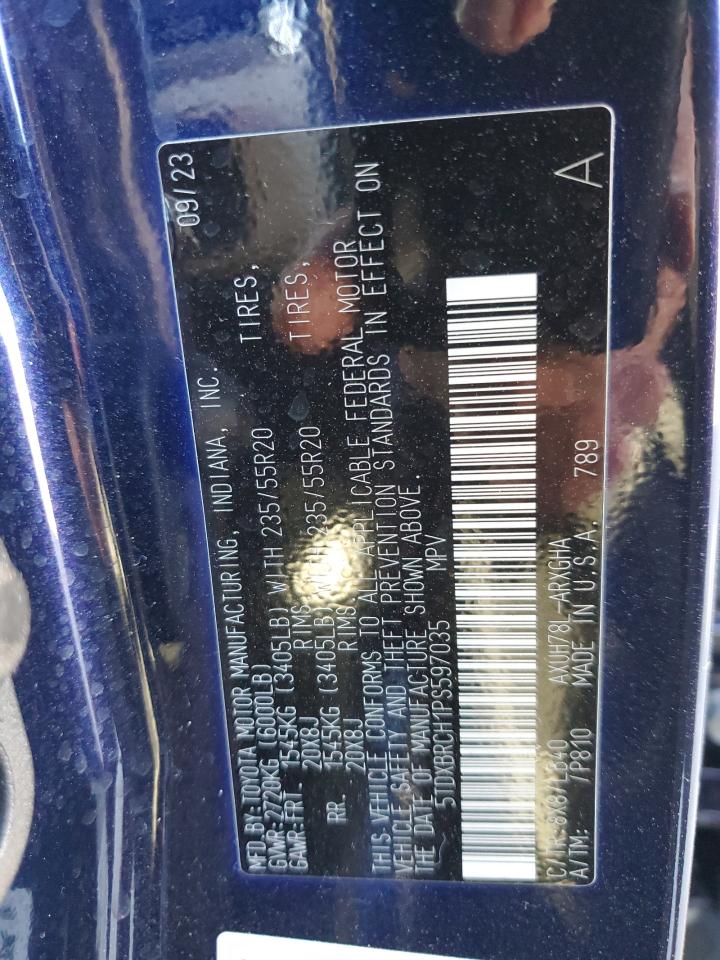 09/23
MFD BY: TOYOTA MOTOR MANUFACTURING, INDIANA, INC.
GVWR: 2720KG (6000LB)
GAWR: FRT. 1545KG (3405LB) WITH 235/55R20 TIRES,
20X8J RIMS
RR. 1545KG (3405LB) WITH 235/55R20 TIRES,
20X8J RIMS
THIS VEHICLE CONFORMS TO ALL APPLICABLE FEDERAL MOTOR
VEHICLE SAFETY AND THEFT PREVENTION STANDARDS IN EFFECT ON
THE DATE OF MANUFACTURE SHOWN ABOVE.
5TDXBRCH1PS597035 MPV
C/TR: 8X8/LB40 AXUH78L-ARXGHA 789
A/TM: /P810 MADE IN U.S.A.
A